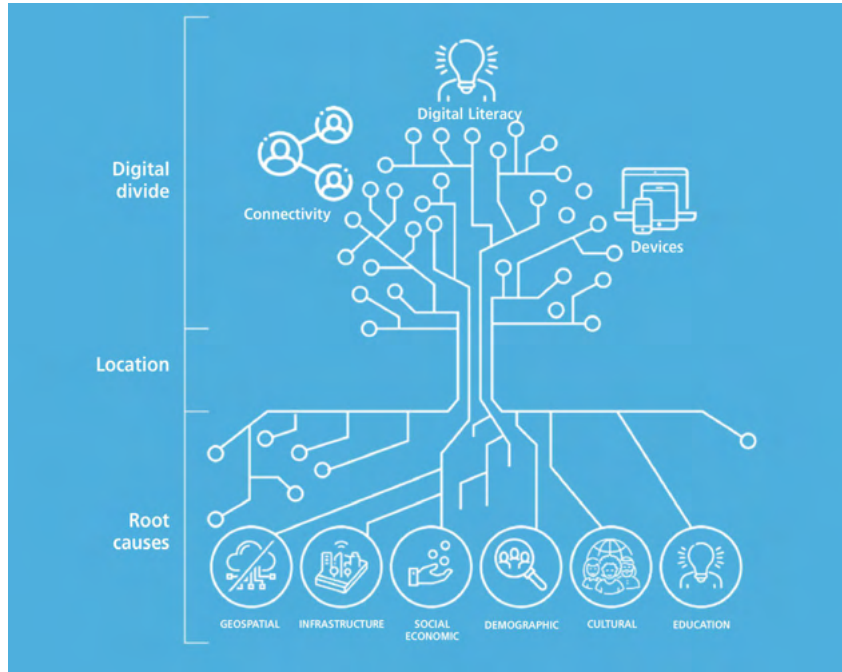 Digital Literacy
Connectivity
Devices
Digital
divide
Location
Root
causes
GEOSPATIAL
INFRASTRUCTURE
SOCIAL
ECONOMIC
DEMOGRAPHIC
CULTURAL
EDUCATION